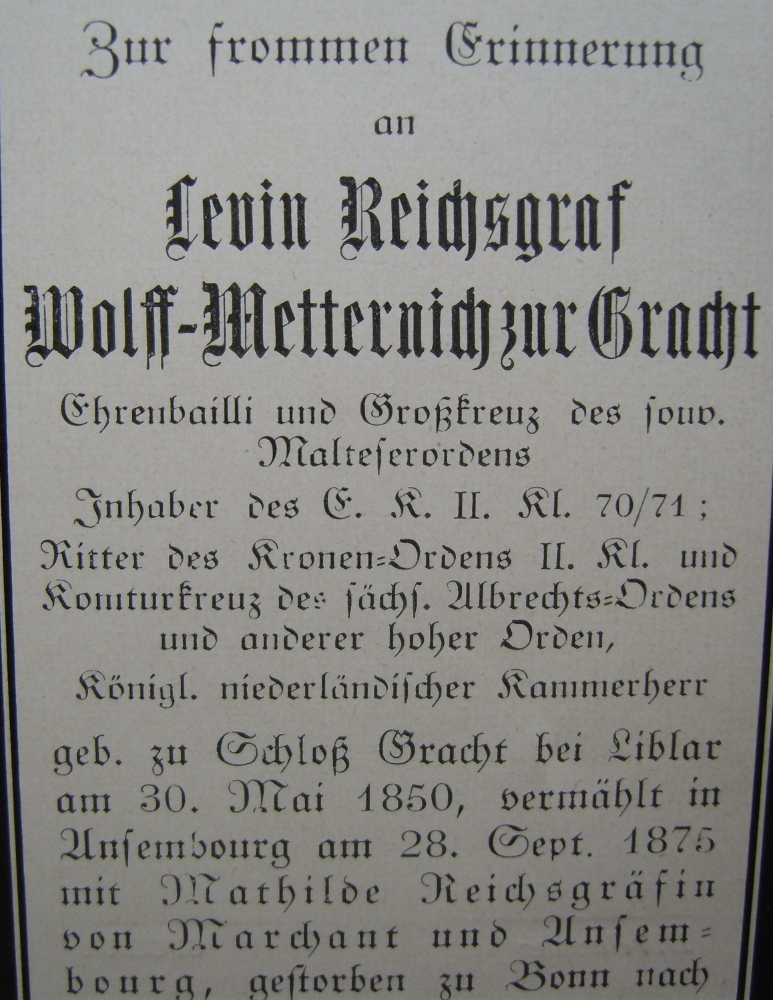 Zur frommen Erinnerung
an
Levin Reichsgraf
Wolff-Metternich zur Gracht
Ehrenbailli und Großkreuz des souv.
Malteserordens
Inhaber des E. K. II. Kl. 70/71;
Ritter des Kronen-Ordens II. Kl. und
Komturkreuz des sächs. Albrechts-Ordens
und anderer hoher Orden,
Königl. niederländischer Kammerherr
geb. zu Schloß Gracht bei Liblar
am 30. Mai 1850, vermählt in
Ansembourg am 28. Sept. 1875
mit Mathilde Reichsgräfin
von Marchant und Ansem-
bourg, gestorben zu Bonn nach